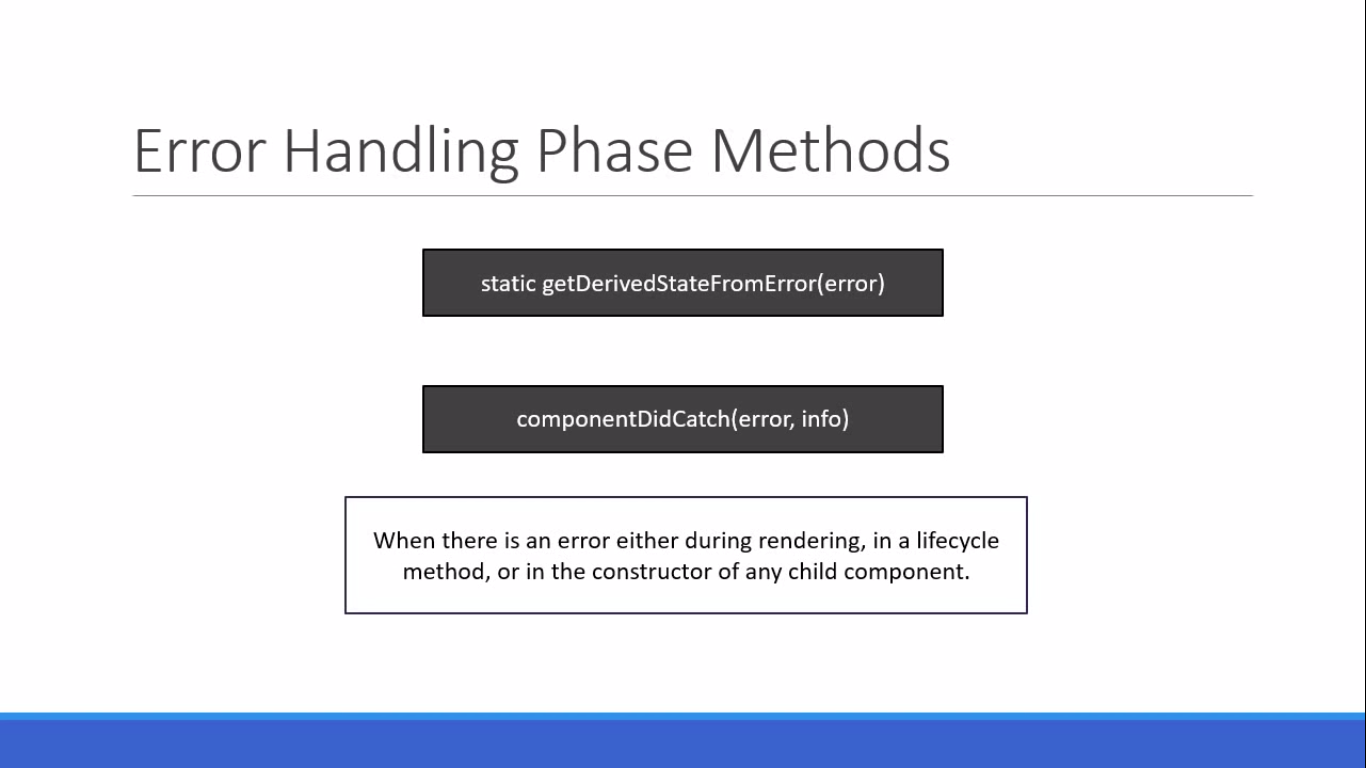 Error Handling Phase Methods
static getDerivedStateFromError(error)
componentDidCatch(error, info)
When there is an error either during rendering, in a lifecycle
method, or in the constructor of any child component.